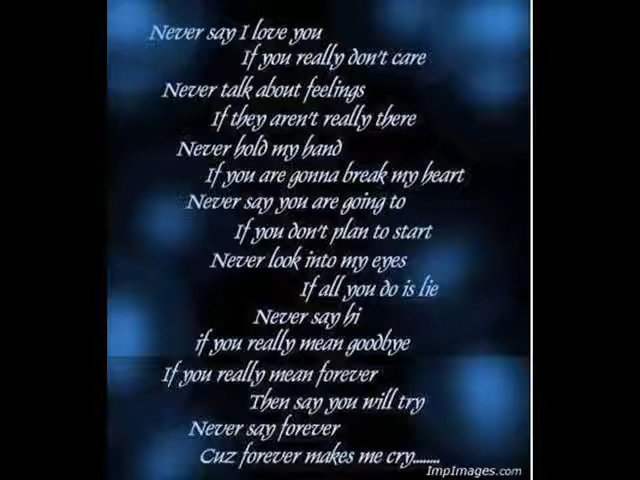 Never say I love you
If you really don't care
Never talk about feelings
If they aren't really there
Never hold my hand
If you are gonna break my heart
Never say you are going to
If you don't plan to start
Never look into my eyes
If all you do is lie
Never say hi
if you really mean goodbye
If you really mean forever
Then say you will try
Never say forever
Cuz forever makes me cry........
ImpImages.com